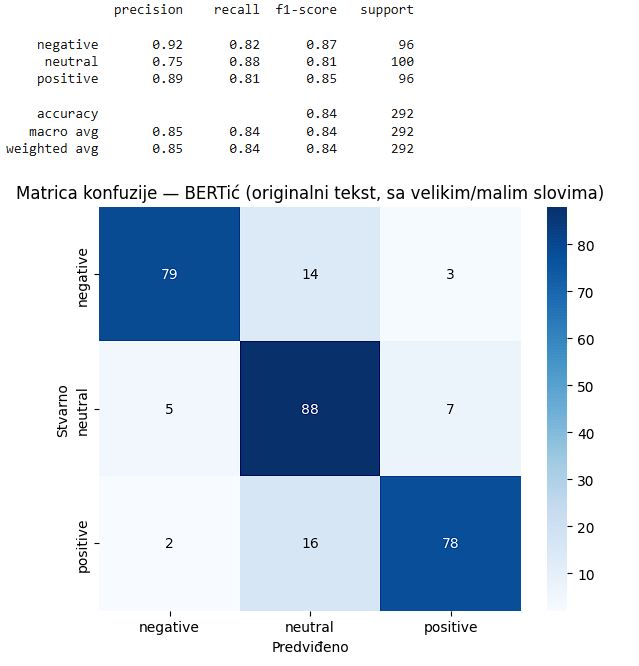 precision recall f1-score support
negative 0.92 0.82 0.87 96
neutral 0.75 0.88 0.81 100
positive 0.89 0.81 0.85 96
accuracy 0.84 292
macro avg 0.85 0.84 0.84 292
weighted avg 0.85 0.84 0.84 292
Matrica konfuzije — BERTić (originalni tekst, sa velikim/malim slovima)
negative 79 14 3
neutral 5 88 7
positive 2 16 78
Stvarno
negative neutral positive
Predviđeno
80
70
60
50
40
30
20
10